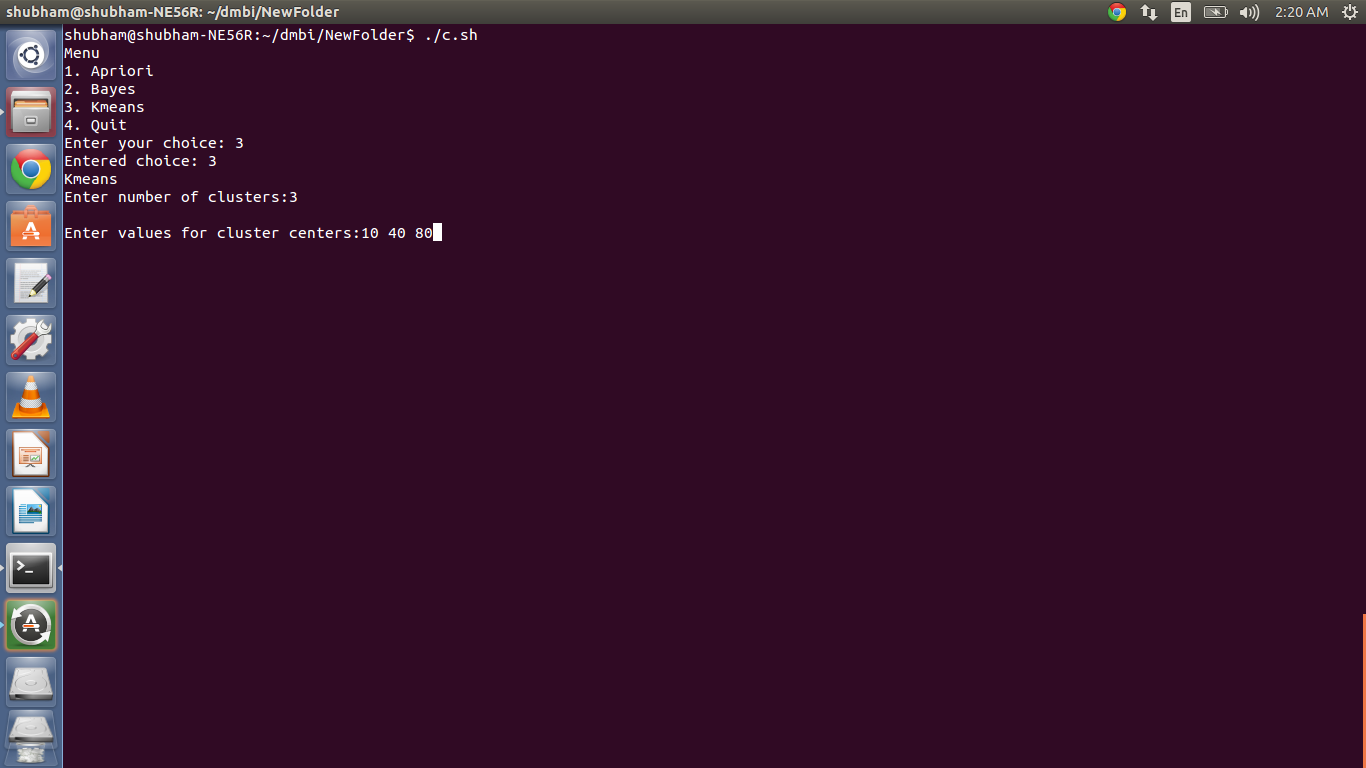 shubham@shubham-NE56R: ~/dmbi/NewFolder
En
2:20 AM
shubham@shubham-NE56R:~/dmbi/NewFolder$ ./c.sh
Menu
1. Apriori
2. Bayes
3. Kmeans
4. Quit
Enter your choice: 3
Entered choice: 3
Kmeans
Enter number of clusters:3
Enter values for cluster centers:10 40 80